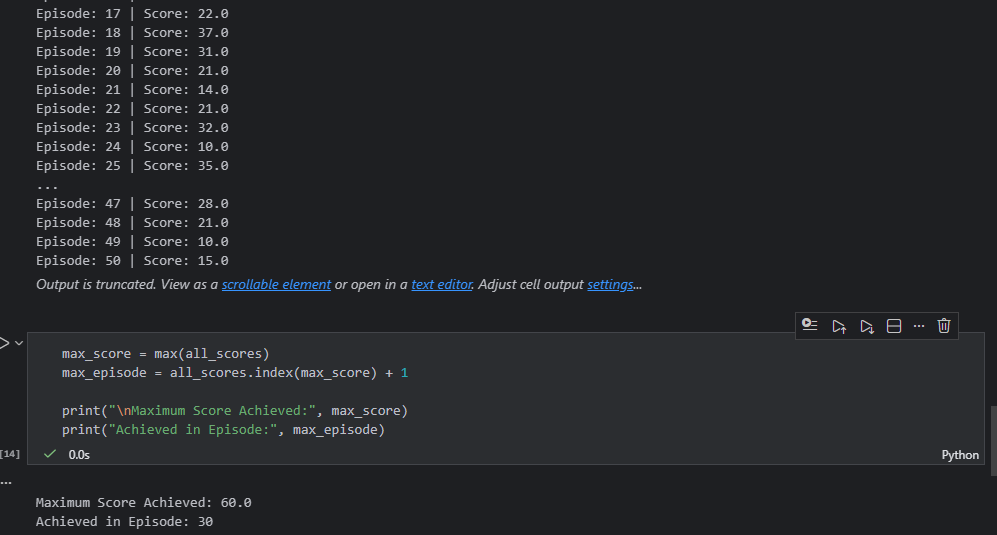 Episode: 17 | Score: 22.0
Episode: 18 | Score: 37.0
Episode: 19 | Score: 31.0
Episode: 20 | Score: 21.0
Episode: 21 | Score: 14.0
Episode: 22 | Score: 21.0
Episode: 23 | Score: 32.0
Episode: 24 | Score: 10.0
Episode: 25 | Score: 35.0
...
Episode: 47 | Score: 28.0
Episode: 48 | Score: 21.0
Episode: 49 | Score: 10.0
Episode: 50 | Score: 15.0
Output is truncated. View as a scrollable element or open in a text editor. Adjust cell output settings...
max_score = max(all_scores)
max_episode = all_scores.index(max_score) + 1
print("\nMaximum Score Achieved:", max_score)
print("Achieved in Episode:", max_episode)
[14] 0.0s Python
...
Maximum Score Achieved: 60.0
Achieved in Episode: 30